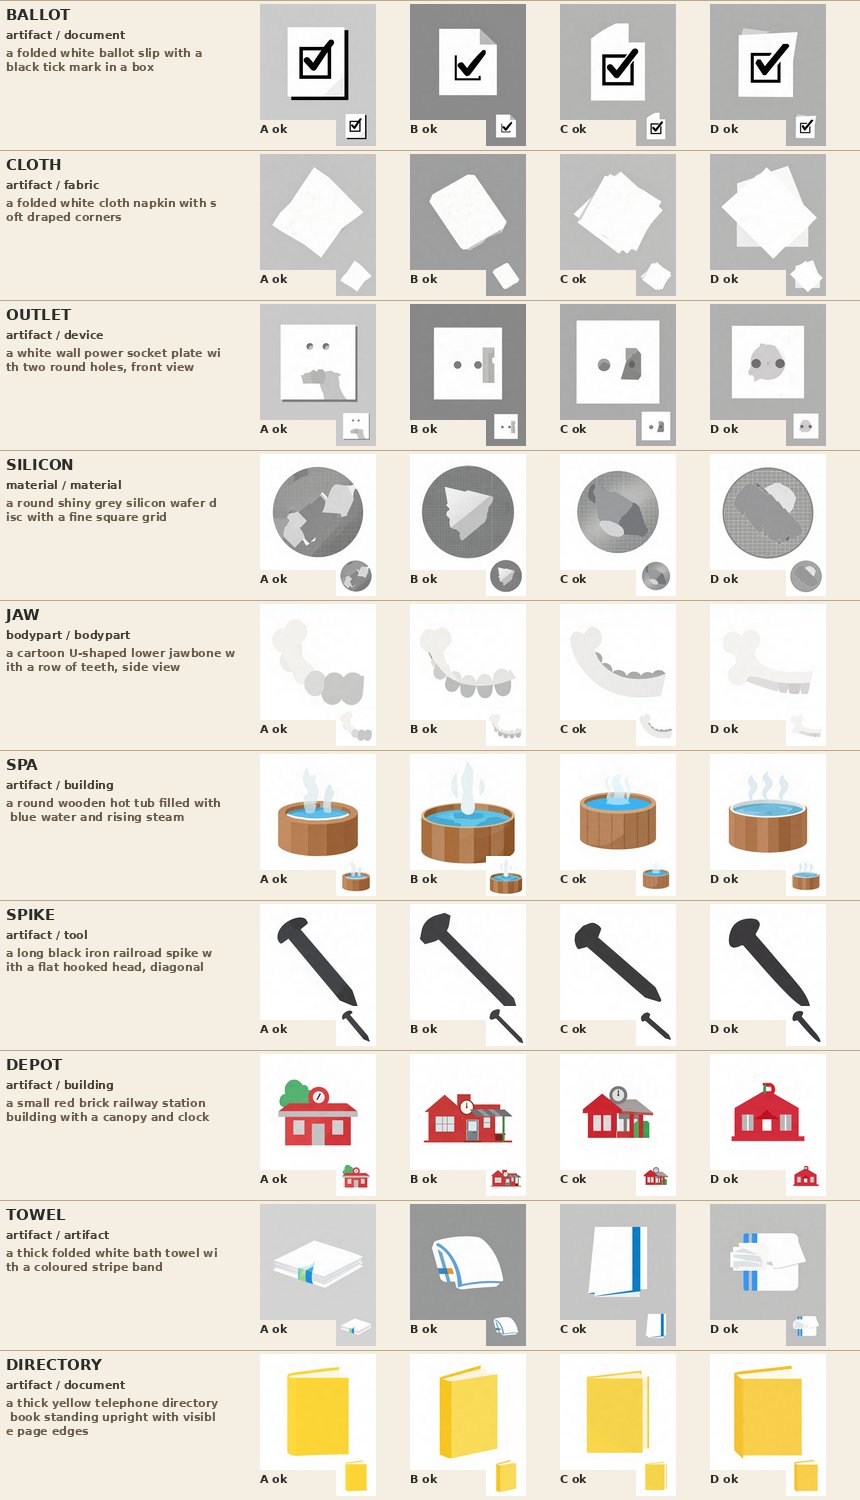 BALLOT
artifact / document
a folded white ballot slip with a
black tick mark in a box
A ok
B ok
C ok
D ok
CLOTH
artifact / fabric
a folded white cloth napkin with s
oft draped corners
A ok
B ok
C ok
D ok
OUTLET
artifact / device
a white wall power socket plate wi
th two round holes, front view
A ok
B ok
C ok
D ok
SILICON
material / material
a round shiny grey silicon wafer d
isc with a fine square grid
A ok
B ok
C ok
D ok
JAW
bodypart / bodypart
a cartoon U-shaped lower jawbone w
ith a row of teeth, side view
A ok
B ok
C ok
D ok
SPA
artifact / building
a round wooden hot tub filled with
blue water and rising steam
A ok
B ok
C ok
D ok
SPIKE
artifact / tool
a long black iron railroad spike w
ith a flat hooked head, diagonal
A ok
B ok
C ok
D ok
DEPOT
artifact / building
a small red brick railway station
building with a canopy and clock
A ok
B ok
C ok
D ok
TOWEL
artifact / artifact
a thick folded white bath towel wi
th a coloured stripe band
A ok
B ok
C ok
D ok
DIRECTORY
artifact / document
a thick yellow telephone directory
book standing upright with visibl
e page edges
A ok
B ok
C ok
D ok